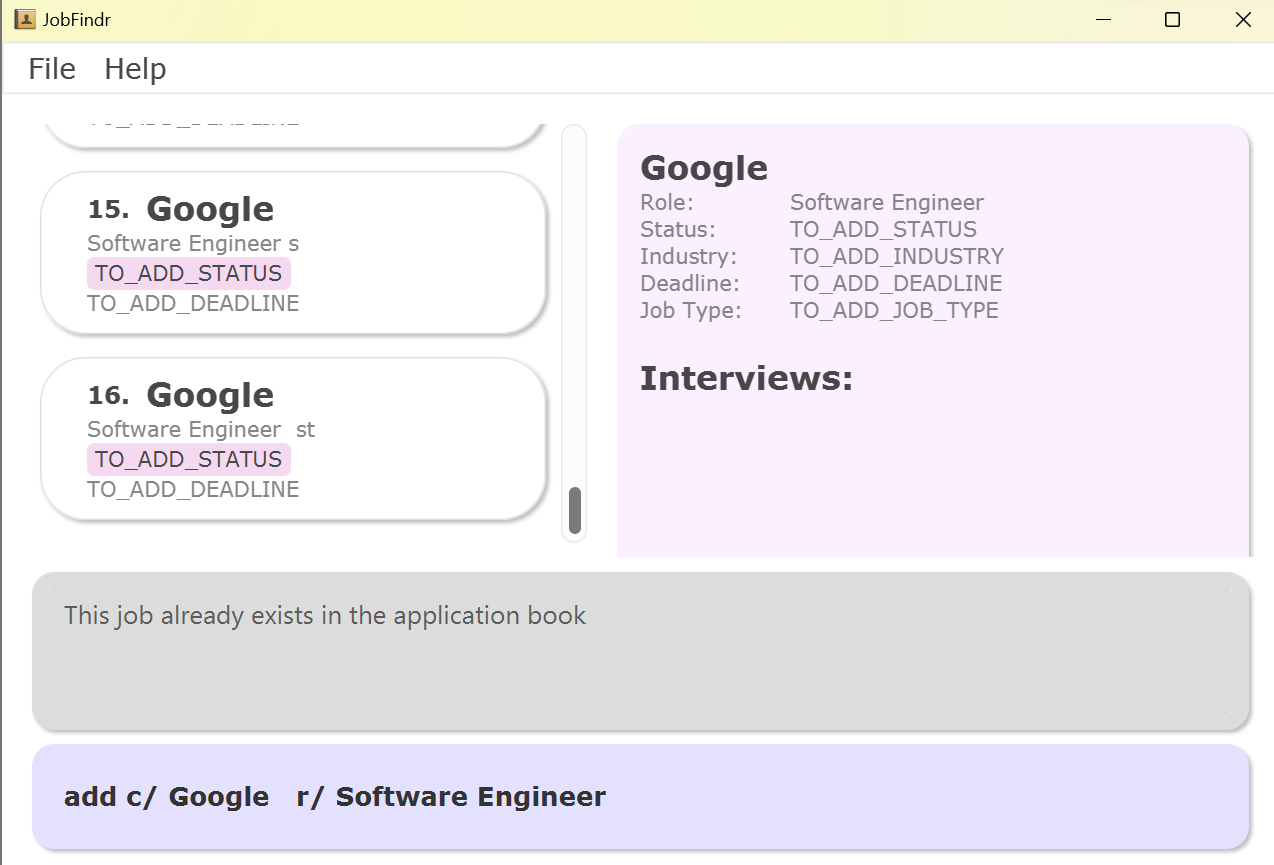 JobFindr
File Help
15. Google
Software Engineer s
TO_ADD_STATUS
TO_ADD_DEADLINE
16. Google
Software Engineer  st
TO_ADD_STATUS
TO_ADD_DEADLINE
Google
Role: Software Engineer
Status: TO_ADD_STATUS
Industry: TO_ADD_INDUSTRY
Deadline: TO_ADD_DEADLINE
Job Type: TO_ADD_JOB_TYPE
Interviews:
This job already exists in the application book
add c/ Google   r/ Software Engineer